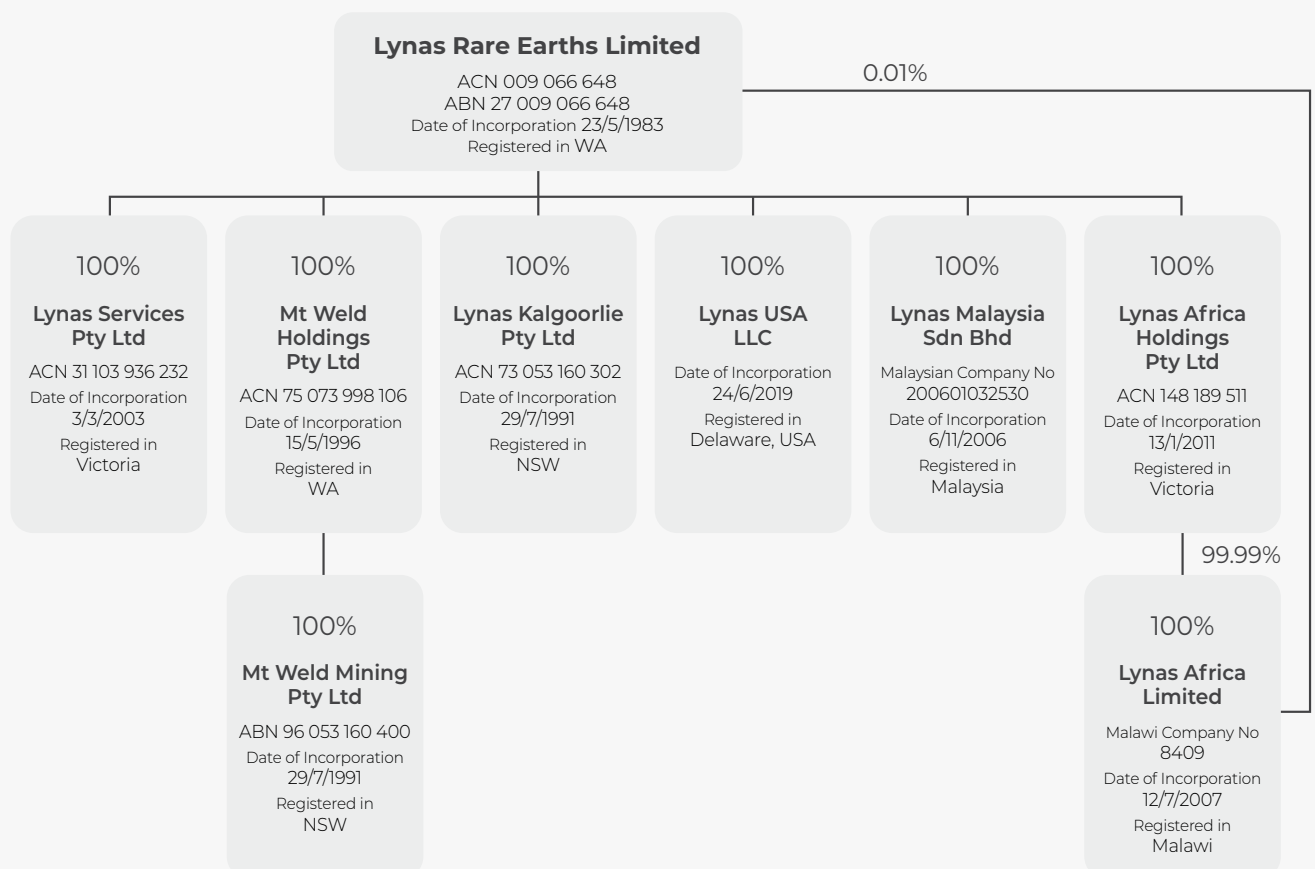 Lynas Rare Earths Limited
ACN 009 066 648
ABN 27 009 066 648
Date of Incorporation 23/5/1983
Registered in WA
0.01%
100%
Lynas Services
Pty Ltd
ACN 31 103 936 232
Date of Incorporation
3/3/2003
Registered in
Victoria
100%
Mt Weld
Holdings
Pty Ltd
ACN 75 073 998 106
Date of Incorporation
15/5/1996
Registered in
WA
100%
Lynas Kalgoorlie
Pty Ltd
ACN 73 053 160 302
Date of Incorporation
29/7/1991
Registered in
NSW
100%
Lynas USA
LLC
Date of Incorporation
24/6/2019
Registered in
Delaware, USA
100%
Lynas Malaysia
Sdn Bhd
Malaysian Company No
200601032530
Date of Incorporation
6/11/2006
Registered in
Malaysia
100%
Lynas Africa
Holdings
Pty Ltd
ACN 148 189 511
Date of Incorporation
13/1/2011
Registered in
Victoria
99.99%
100%
Mt Weld Mining
Pty Ltd
ABN 96 053 160 400
Date of Incorporation
29/7/1991
Registered in
NSW
100%
Lynas Africa
Limited
Malawi Company No
8409
Date of Incorporation
12/7/2007
Registered in
Malawi